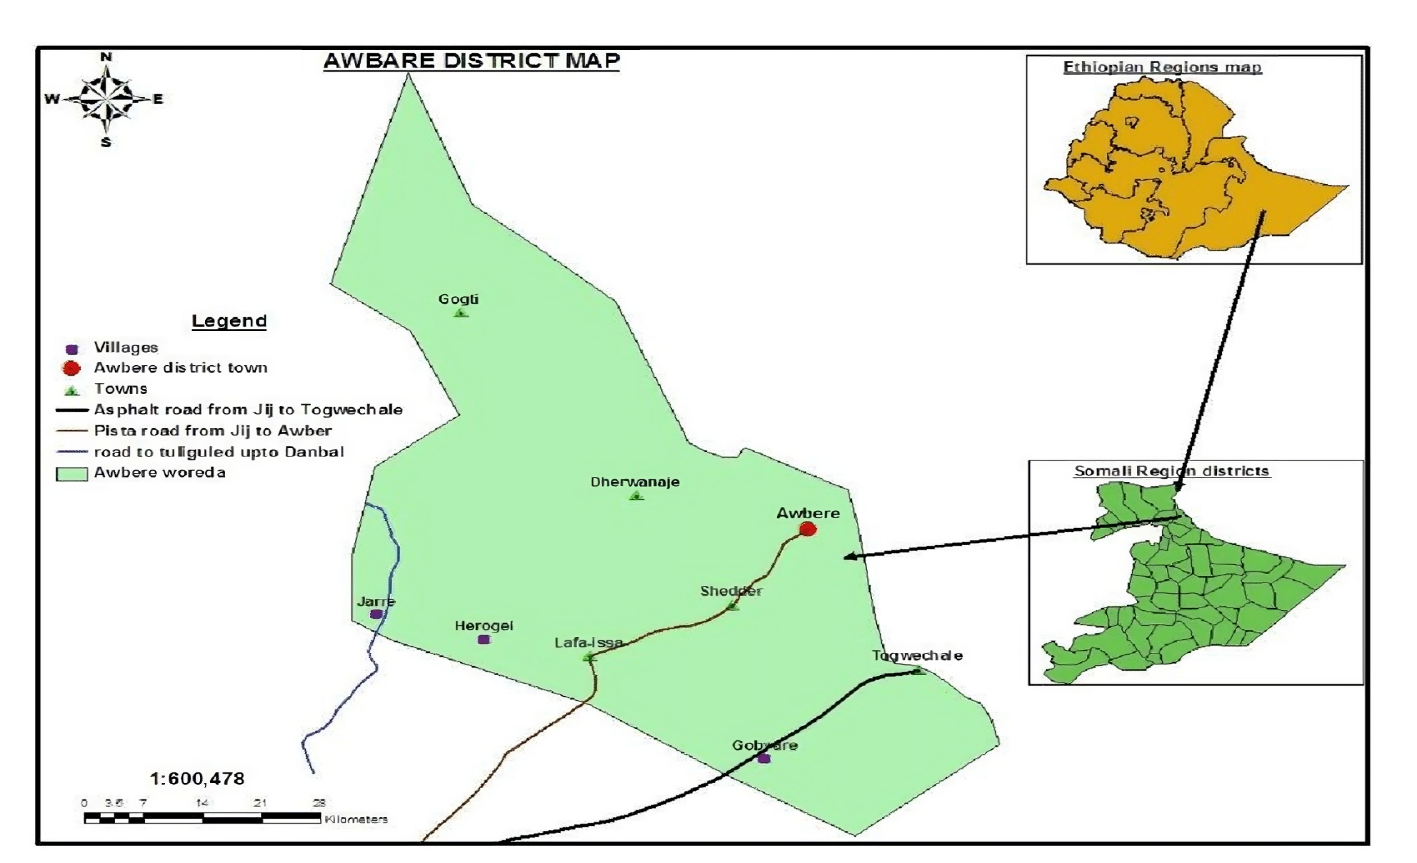 AWBARE DISTRICT MAP
N
W E
S
Ethiopian Regions map
Gogti
Legend
Villages
Awbere district town
Towns
Asphalt road from Jij to Togwechale
Pista road from Jij to Awber
road to tuliguled upto Danbal
Awbere woreda
Somali Region districts
Dherwanaje
Awbere
Shedder
Jarre
Herogel
Lafa-issa
Togwechale
Gobyare
1:600,478
0 3.5 7 14 21 28
Kilometers